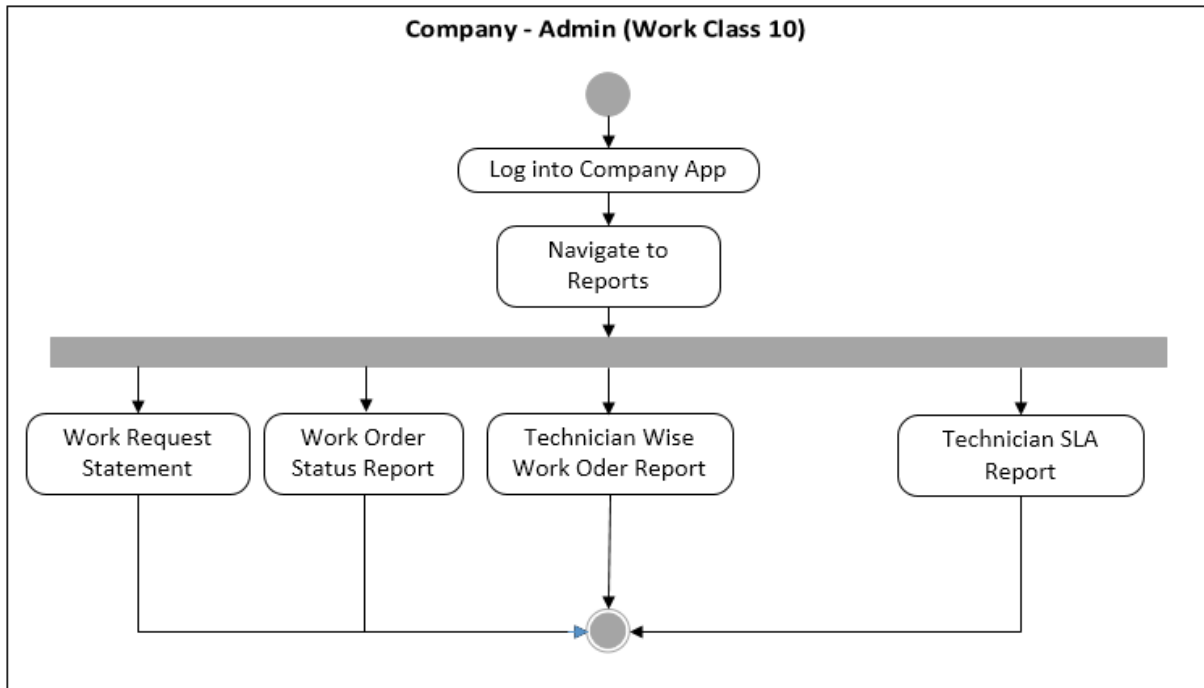 Company - Admin (Work Class 10)
Log into Company App
Navigate to
Reports
Work Request
Statement
Work Order
Status Report
Technician Wise
Work Oder Report
Technician SLA
Report